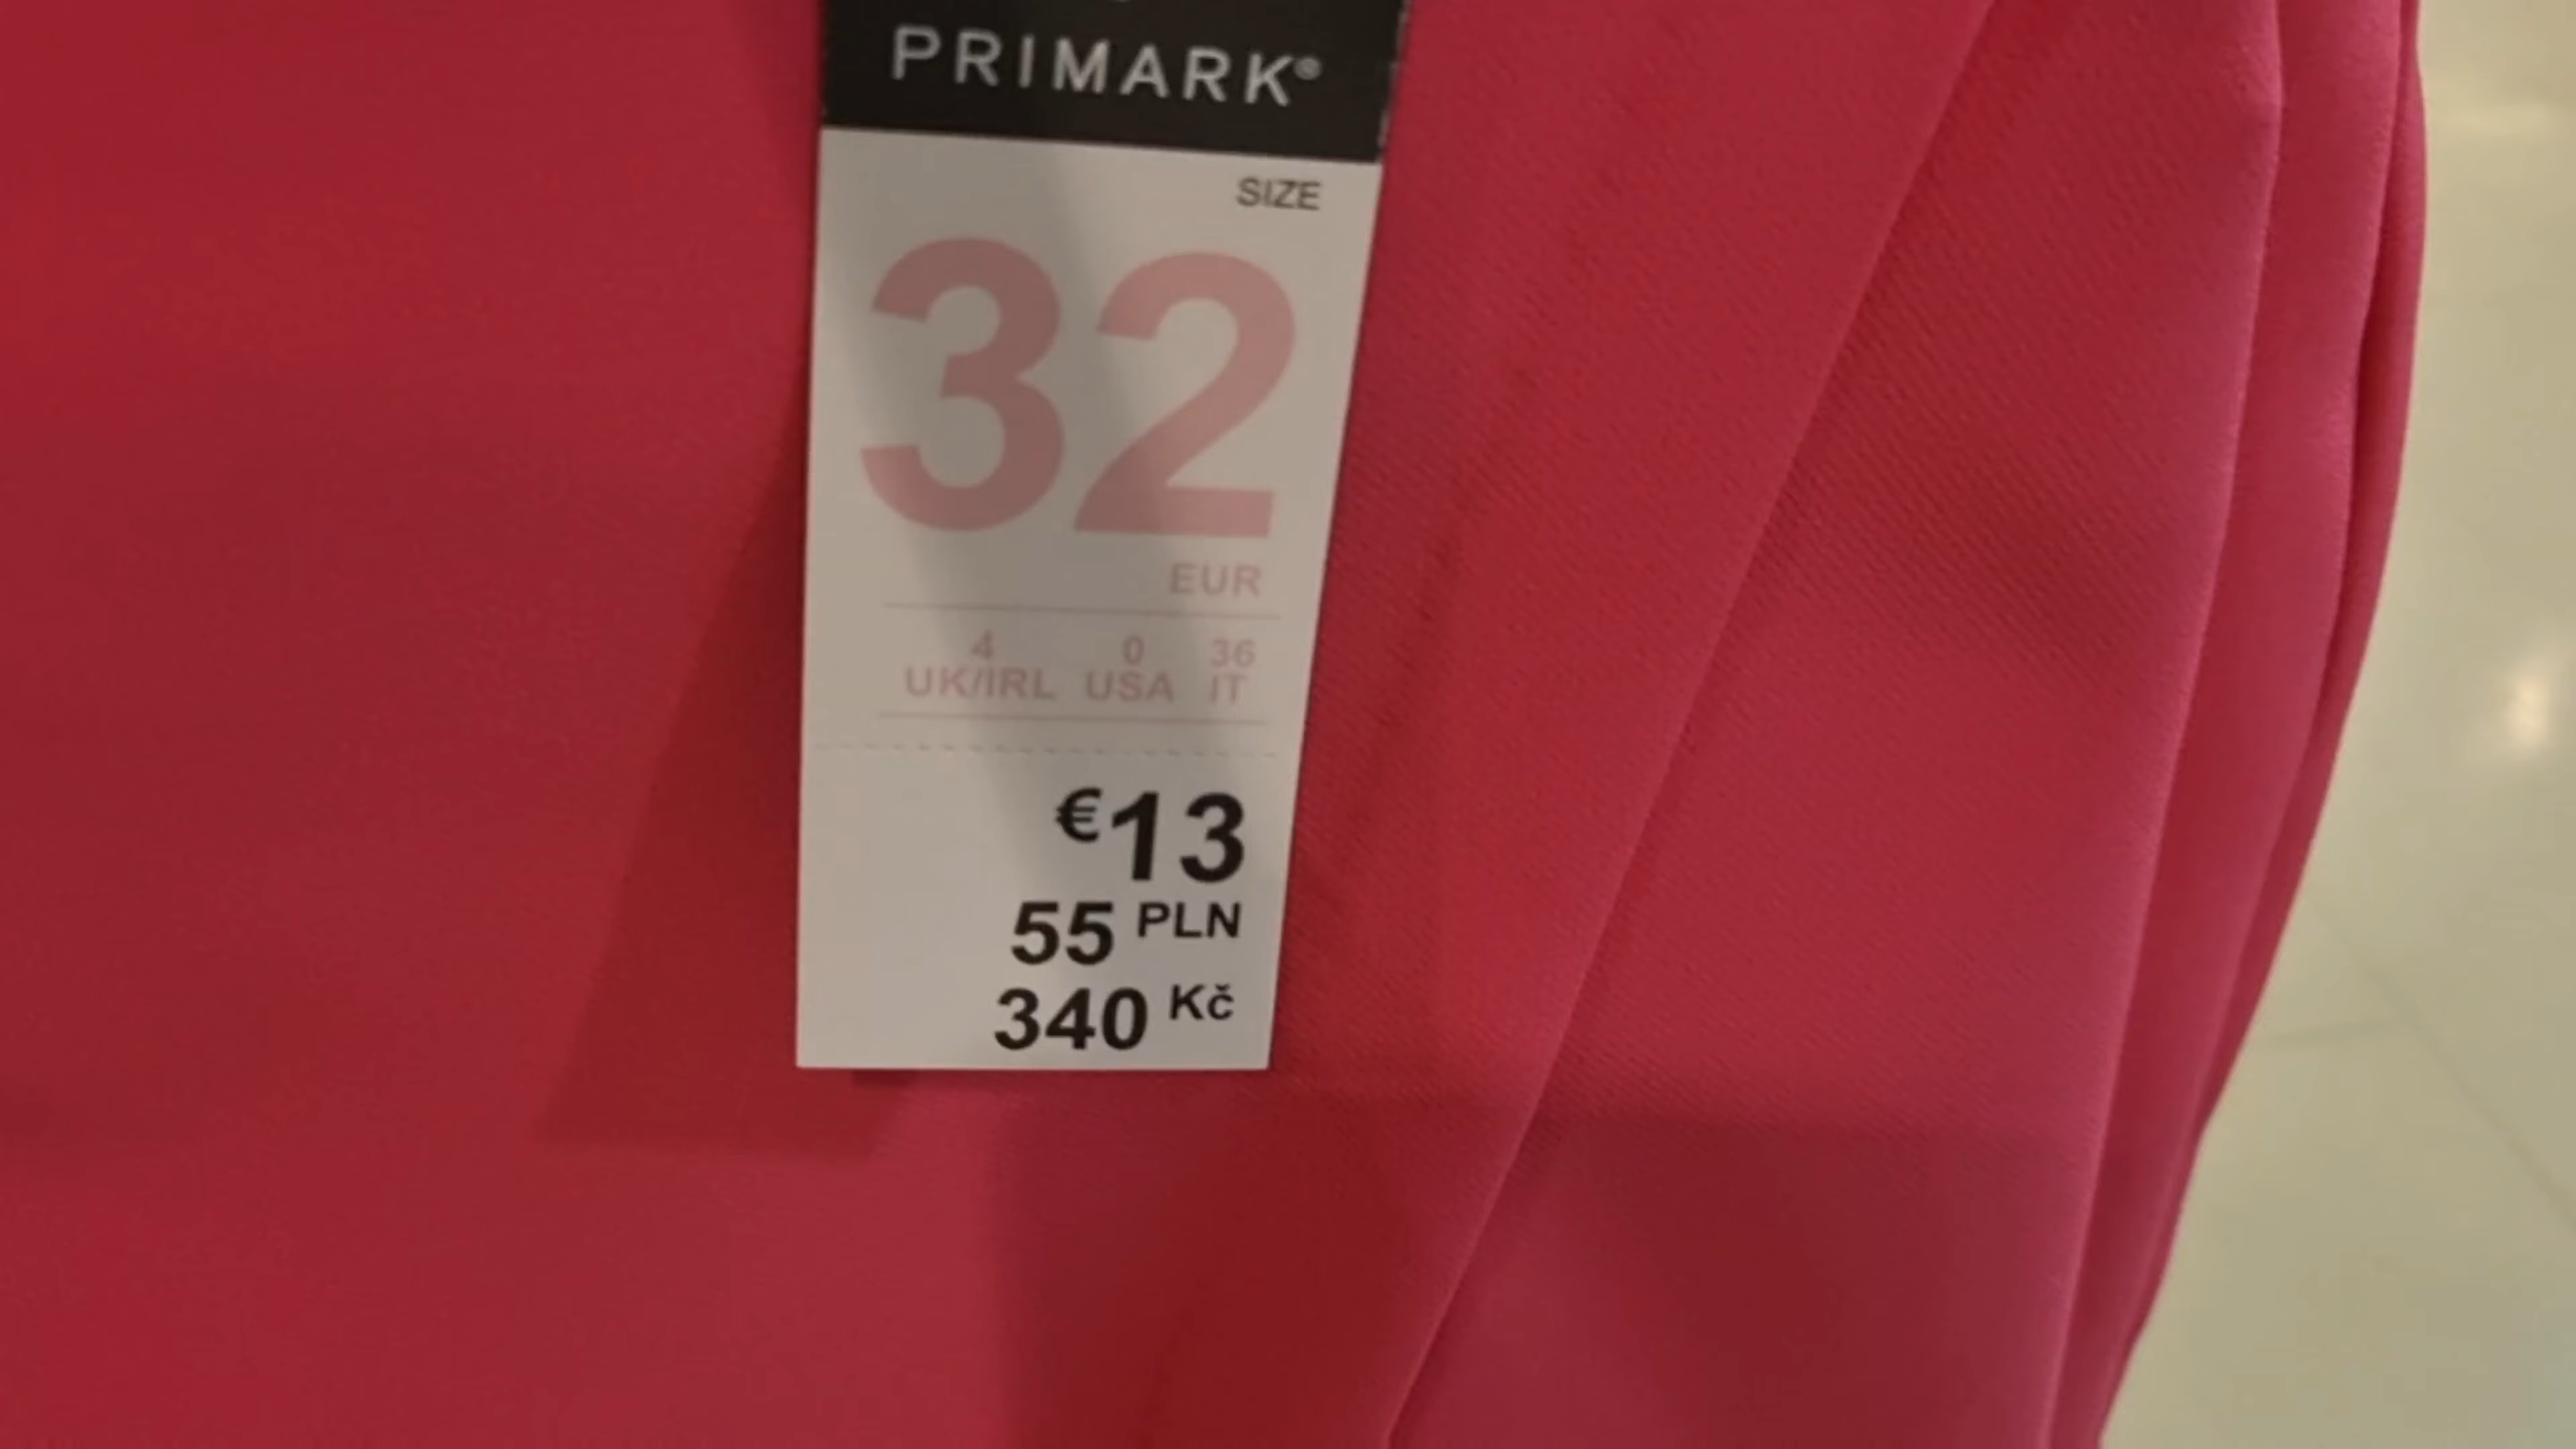 PRIMARK®
SIZE
32
EUR
4 0 36
UK/IRL USA IT
€13
55 PLN
340 Kč